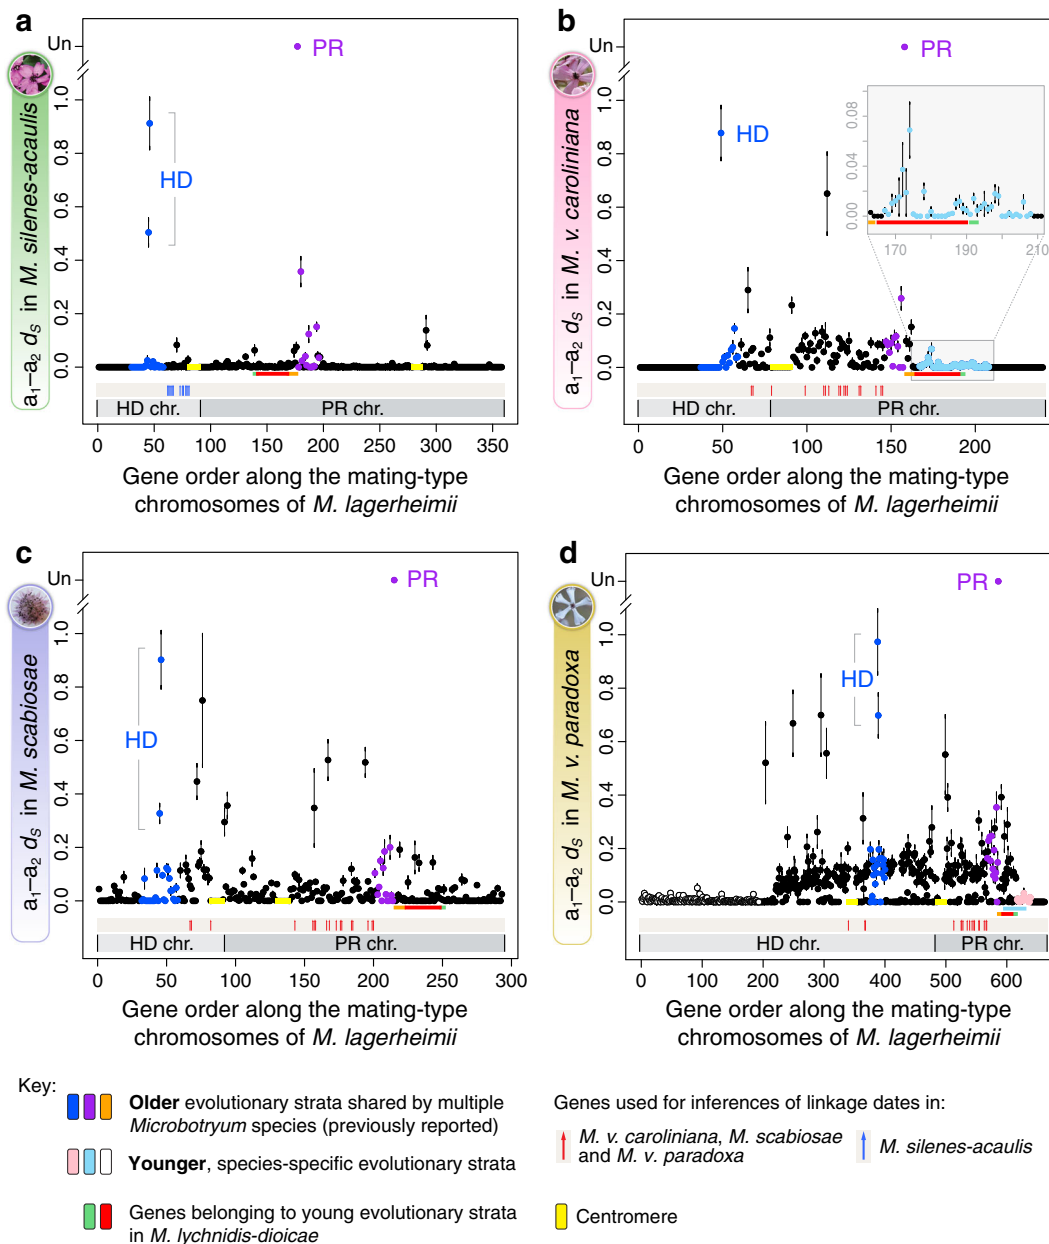 a
Un
PR
1.0
0.8
0.6
0.4
0.2
0.0
HD
a₁–a₂ dS in M. silenes-acaulis
HD chr.
PR chr.
0 50 100 150 200 250 300 350
Gene order along the mating-type
chromosomes of M. lagerheimii
b
Un
PR
1.0
0.8
0.6
0.4
0.2
0.0
HD
0.08
0.04
0.00
170 190 210
a₁–a₂ dS in M. v. caroliniana
HD chr.
PR chr.
0 50 100 150 200
Gene order along the mating-type
chromosomes of M. lagerheimii
c
Un
PR
1.0
0.8
0.6
0.4
0.2
0.0
HD
a₁–a₂ dS in M. scabiosae
HD chr.
PR chr.
0 50 100 150 200 250 300
Gene order along the mating-type
chromosomes of M. lagerheimii
d
Un
PR
1.0
0.8
0.6
0.4
0.2
0.0
HD
a₁–a₂ dS in M. v. paradoxa
HD chr.
PR chr.
0 100 200 300 400 500 600
Gene order along the mating-type
chromosomes of M. lagerheimii
Key:
Older evolutionary strata shared by multiple
Microbotryum species (previously reported)
Younger, species-specific evolutionary strata
Genes belonging to young evolutionary strata
in M. lychnidis-dioicae
Genes used for inferences of linkage dates in:
M. v. caroliniana, M. scabiosae
and M. v. paradoxa
M. silenes-acaulis
Centromere